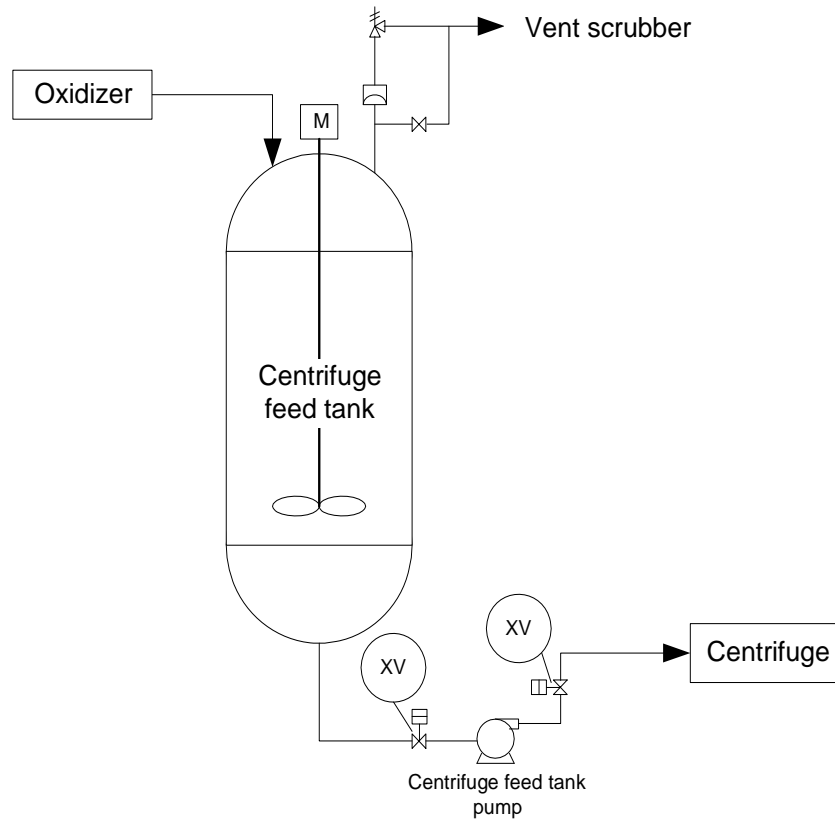 Vent scrubber
Oxidizer
M
Centrifuge
feed tank
XV
XV
Centrifuge
Centrifuge feed tank
pump